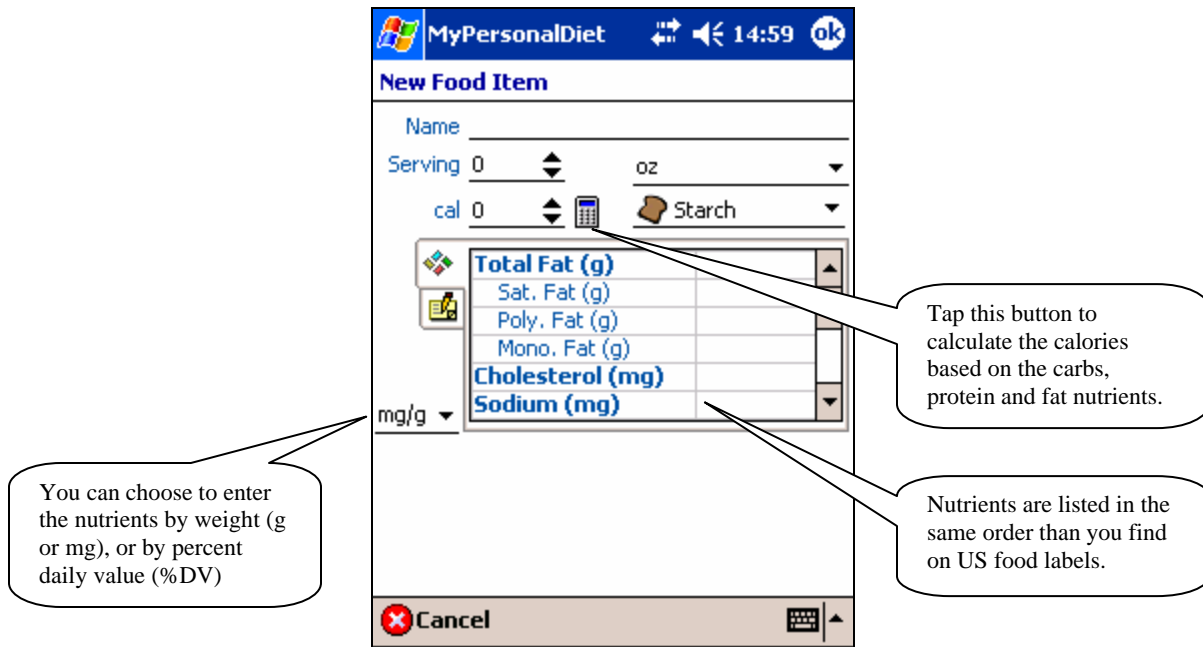 MyPersonalDiet 14:59 ok
New Food Item
Name
Serving 0 oz
cal 0 Starch
Total Fat (g)
Sat. Fat (g)
Poly. Fat (g)
Mono. Fat (g)
Cholesterol (mg)
Sodium (mg)
mg/g
Tap this button to
calculate the calories
based on the carbs,
protein and fat nutrients.
You can choose to enter
the nutrients by weight (g
or mg), or by percent
daily value (%DV)
Nutrients are listed in the
same order than you find
on US food labels.
Cancel